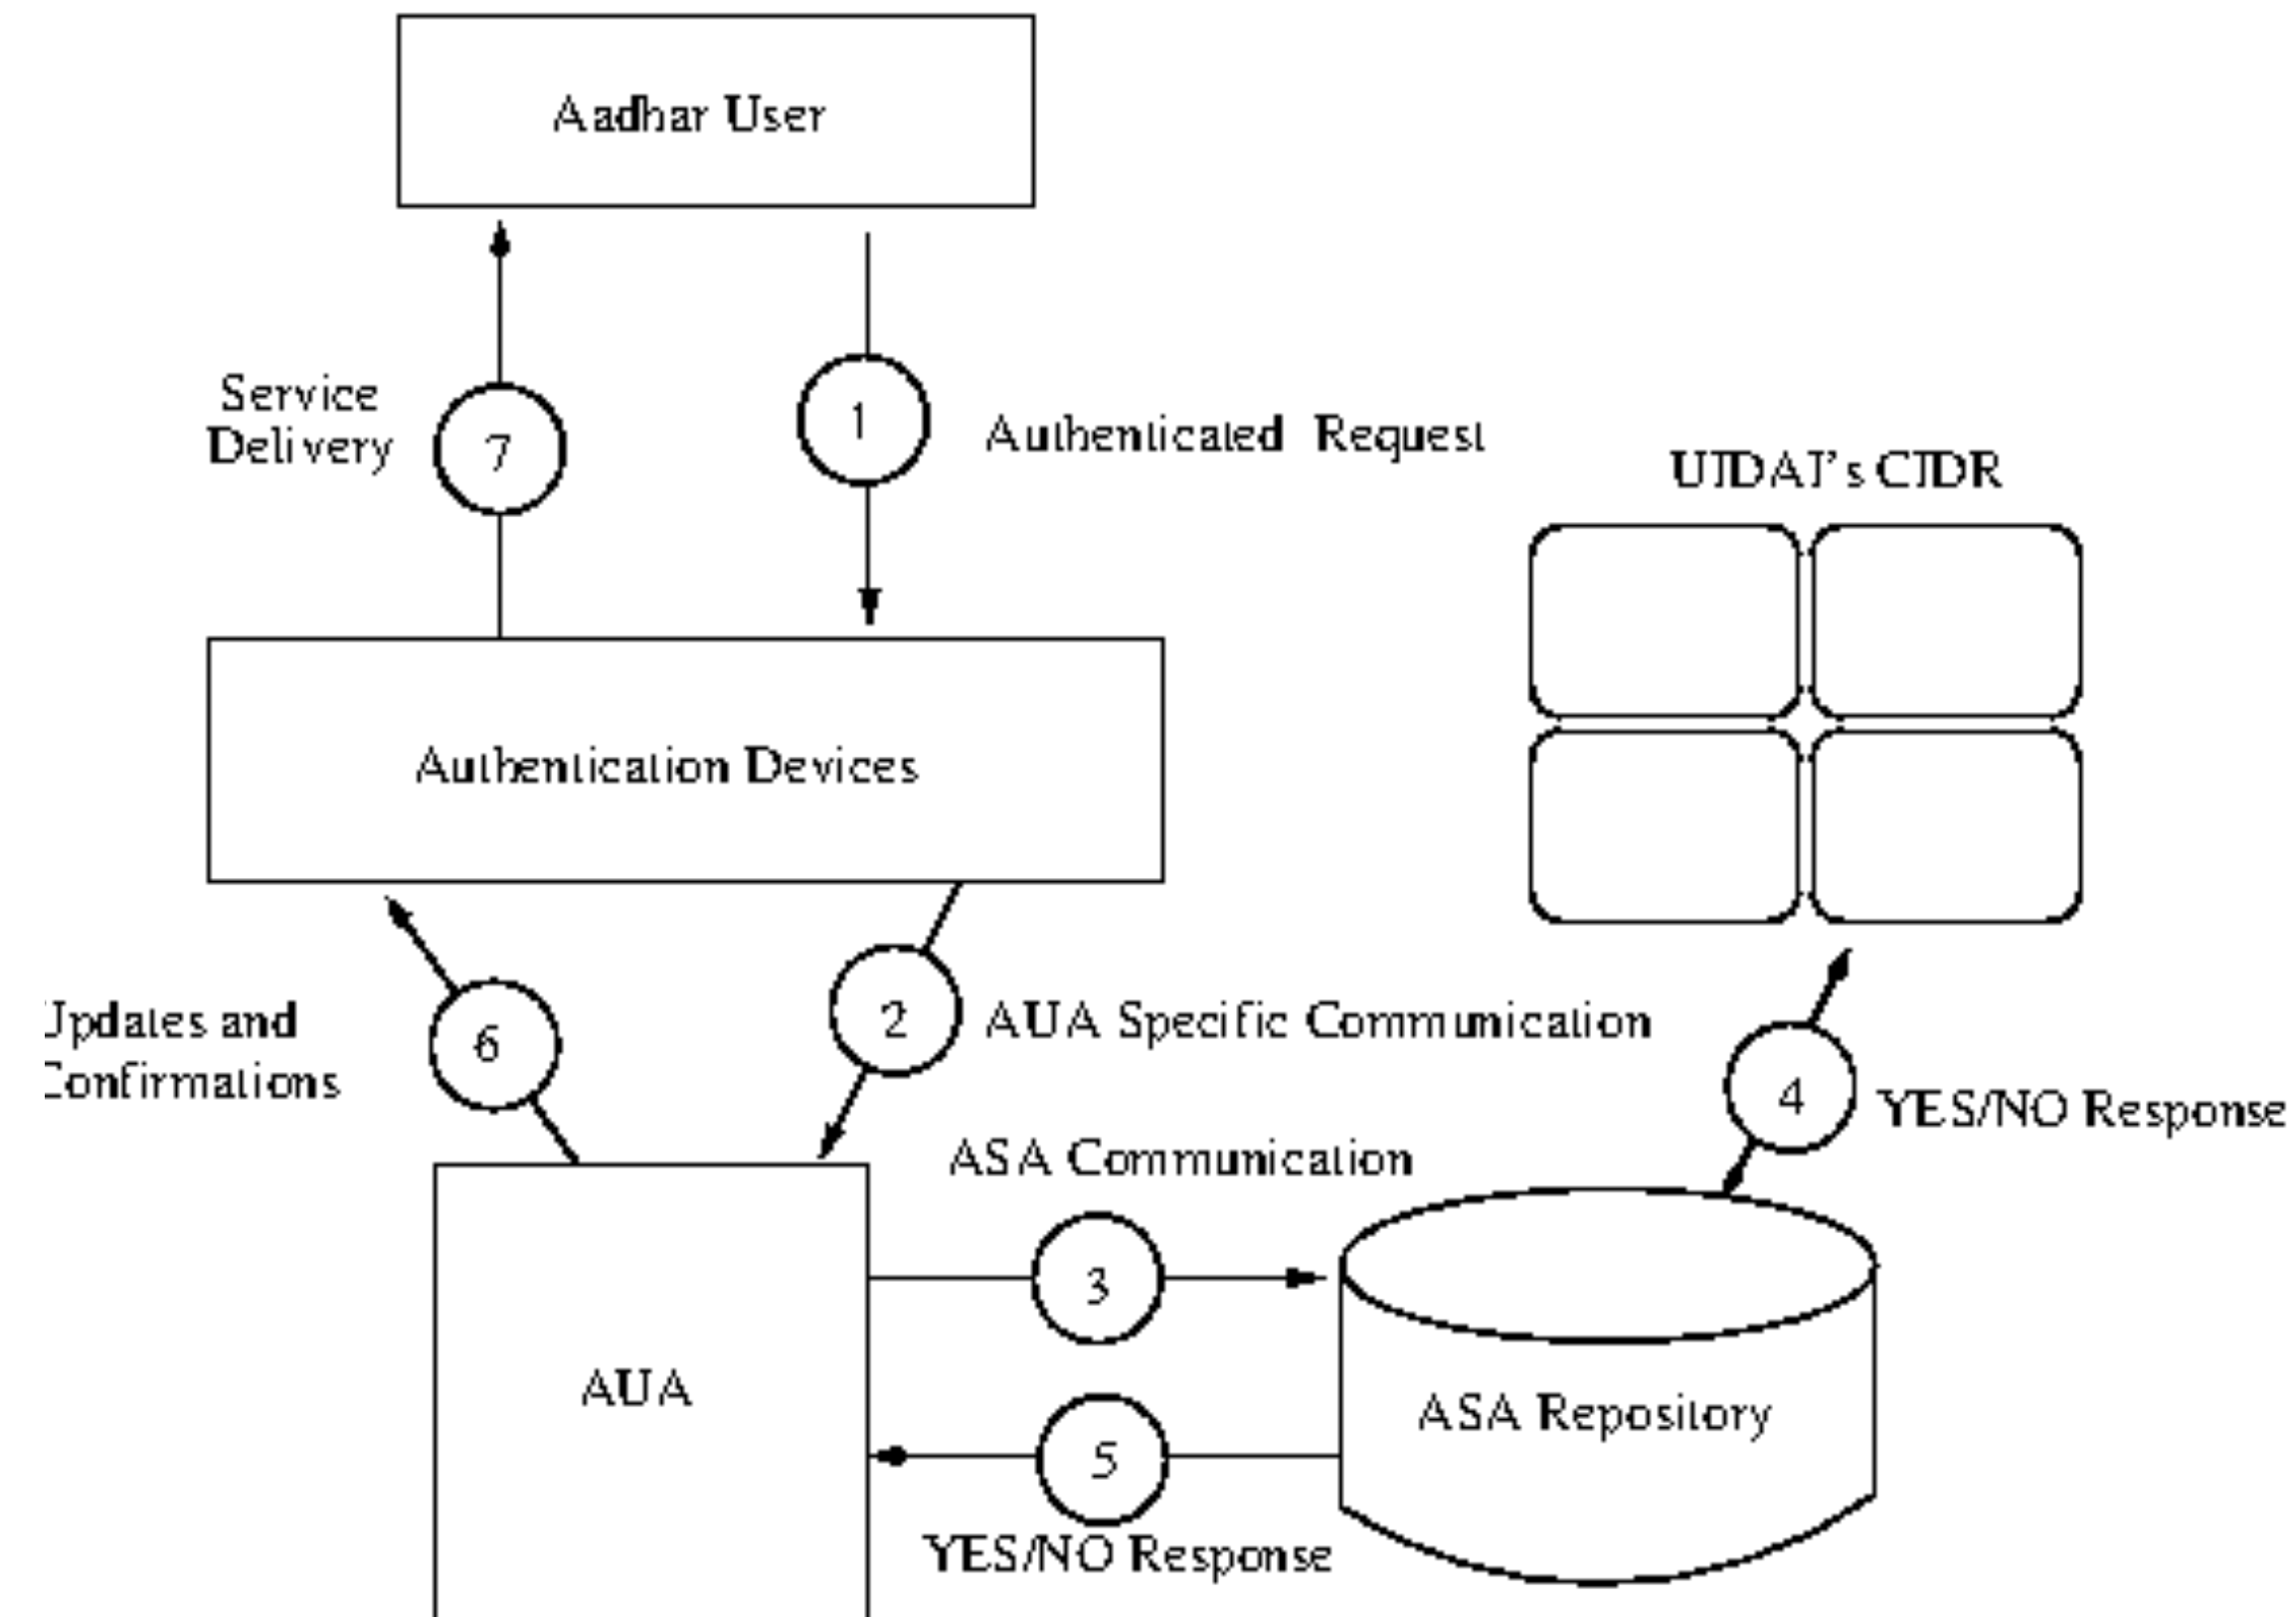 Aadhar User
Service
Delivery
7
1
Authenticated Request
UIDAI's CIDR
Authentication Devices
Updates and
Confirmations
6
2
AUA Specific Communication
4
YES/NO Response
ASA Communication
3
AUA
ASA Repository
5
YES/NO Response